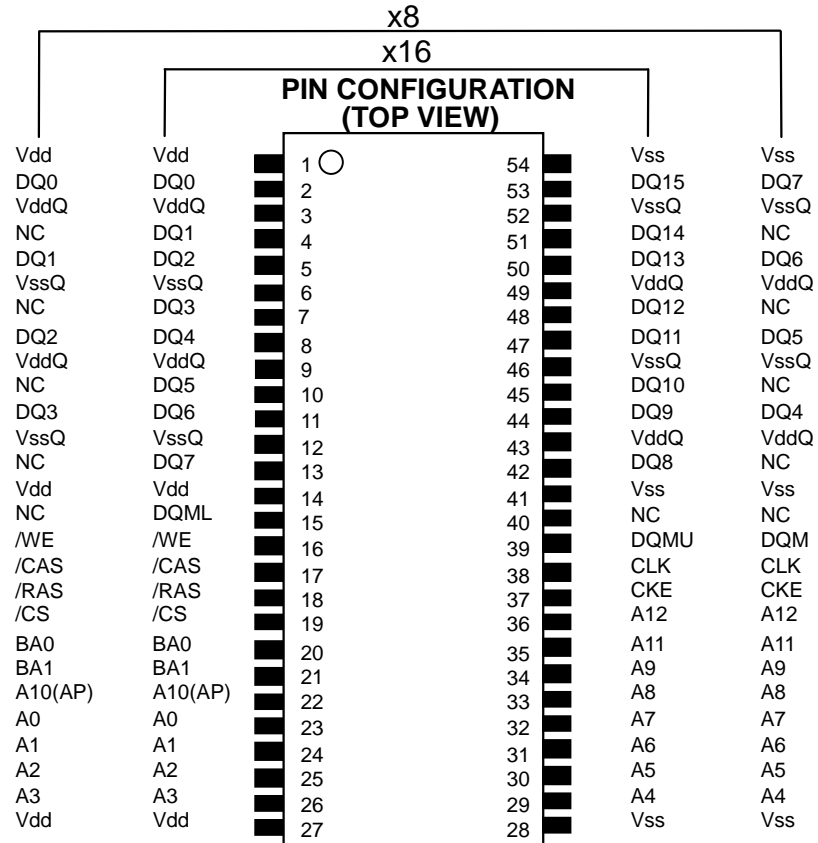 x8
x16
PIN CONFIGURATION
(TOP VIEW)
Vdd Vdd 1 54 Vss Vss
DQ0 DQ0 2 53 DQ15 DQ7
VddQ VddQ 3 52 VssQ VssQ
NC DQ1 4 51 DQ14 NC
DQ1 DQ2 5 50 DQ13 DQ6
VssQ VssQ 6 49 VddQ VddQ
NC DQ3 7 48 DQ12 NC
DQ2 DQ4 8 47 DQ11 DQ5
VddQ VddQ 9 46 VssQ VssQ
NC DQ5 10 45 DQ10 NC
DQ3 DQ6 11 44 DQ9 DQ4
VssQ VssQ 12 43 VddQ VddQ
NC DQ7 13 42 DQ8 NC
Vdd Vdd 14 41 Vss Vss
NC DQML 15 40 NC NC
/WE /WE 16 39 DQMU DQM
/CAS /CAS 17 38 CLK CLK
/RAS /RAS 18 37 CKE CKE
/CS /CS 19 36 A12 A12
BA0 BA0 20 35 A11 A11
BA1 BA1 21 34 A9 A9
A10(AP) A10(AP) 22 33 A8 A8
A0 A0 23 32 A7 A7
A1 A1 24 31 A6 A6
A2 A2 25 30 A5 A5
A3 A3 26 29 A4 A4
Vdd Vdd 27 28 Vss Vss